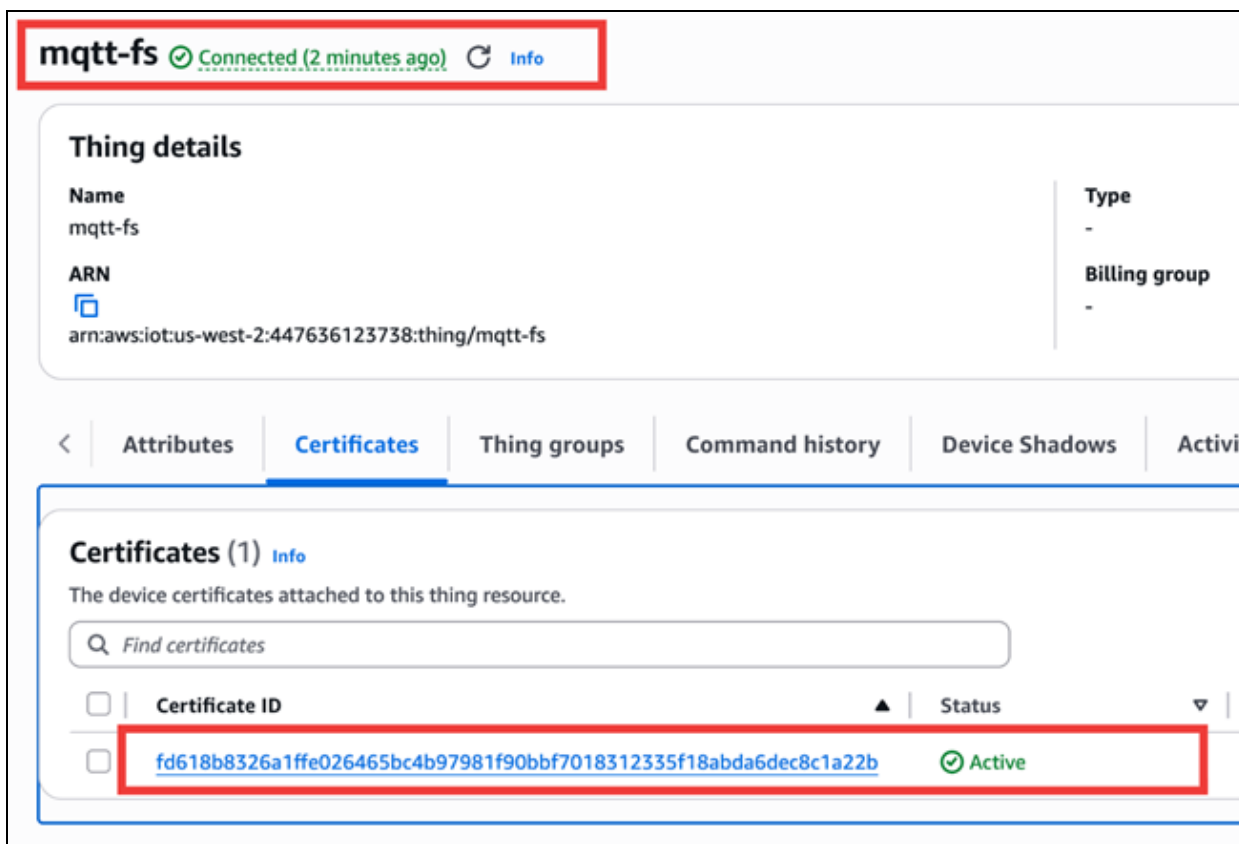 mqtt-fs Connected (2 minutes ago) Info
Thing details
Name
mqtt-fs
Type
-
ARN
Billing group
-
arn:aws:iot:us-west-2:447636123738:thing/mqtt-fs
Attributes Certificates Thing groups Command history Device Shadows Activi
Certificates (1) Info
The device certificates attached to this thing resource.
Find certificates
Certificate ID Status
fd618b8326a1ffe026465bc4b97981f90bbf7018312335f18abda6dec8c1a22b Active